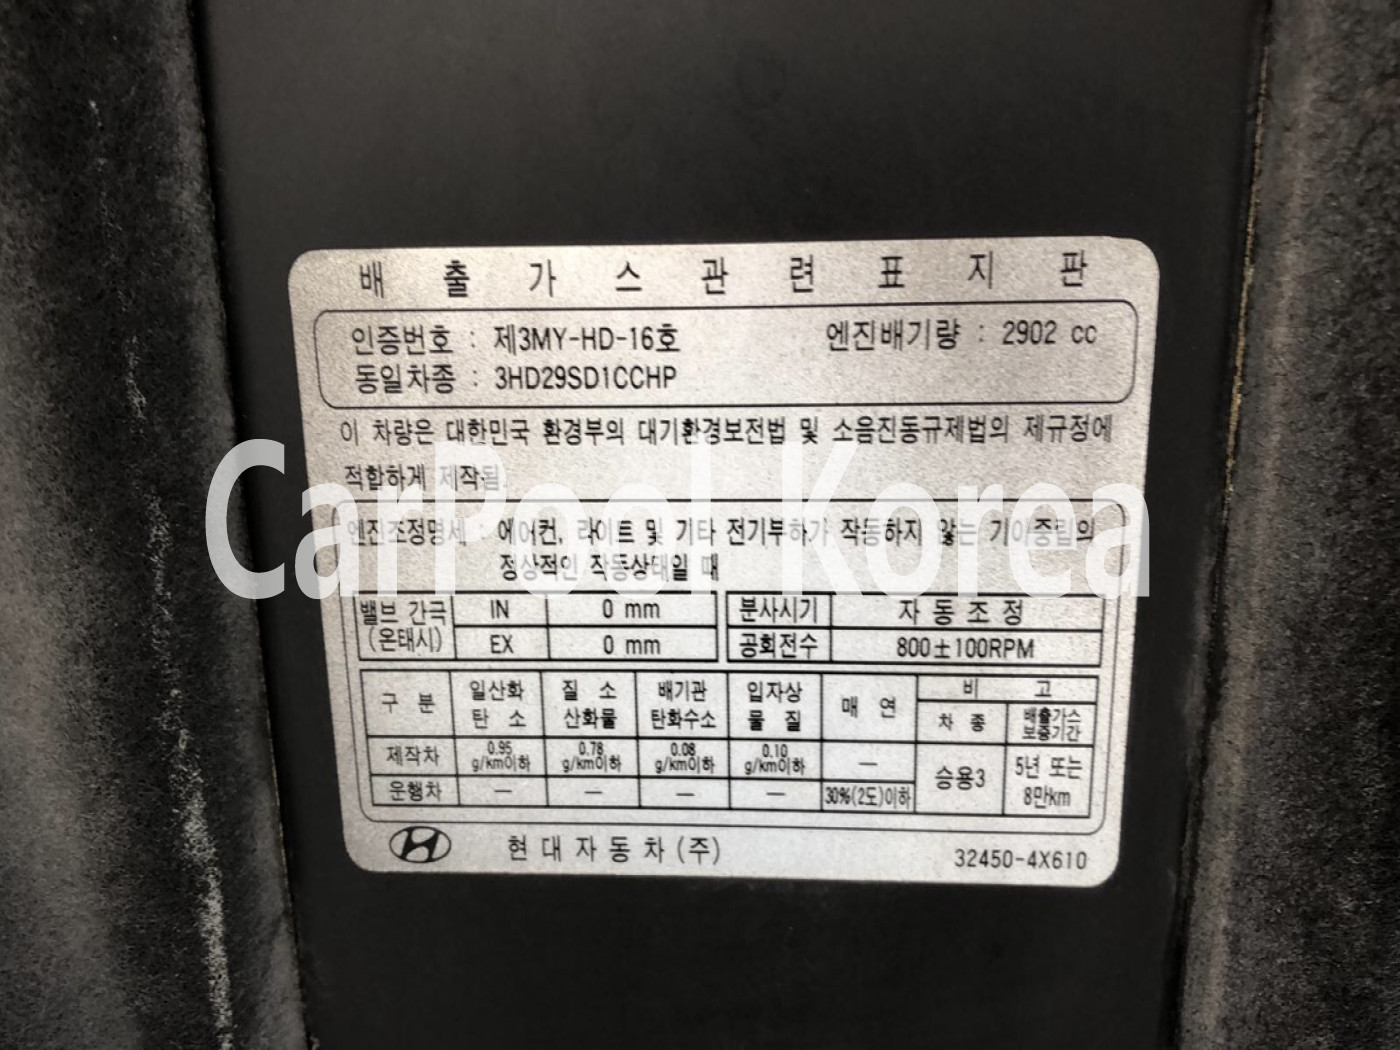 배 출 가 스 관 련 표 지 판
인증번호 : 제3MY-HD-16호 엔진배기량 : 2902 cc
동일차종 : 3HD29SD1CCHP
이 차량은 대한민국 환경부의 대기환경보전법 및 소음진동규제법의 제규정에
적합하게 제작됨.
CarPool Korea
엔진조정명세 : 에어컨, 라이트 및 기타 전기부하가 작동하지 않는 기아중립의
정상적인 작동상태일 때
밸브 간극 (온태시) IN 0 mm 분사시기 자 동 조 정
EX 0 mm 공회전수 800±100RPM
구 분 일산화 탄 소 질 소 산화물 배기관 탄화수소 입자상 물 질 매 연 비 고
차 종 배출가스 보증기간
제작차 0.95 g/km이하 0.78 g/km이하 0.08 g/km이하 0.10 g/km이하 — 승용3 5년 또는 8만km
운행차 — — — — 30%(2도)이하
현 대 자 동 차 (주) 32450-4X610